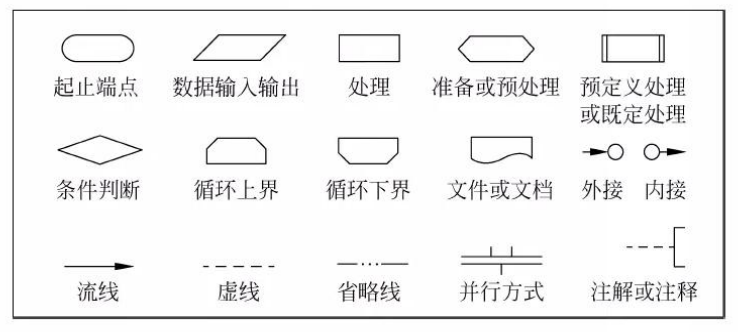 起止端点 数据输入输出 处理 准备或预处理 预定义处理
或既定处理
条件判断 循环上界 循环下界 文件或文档 外接 内接
流线 虚线 省略线 并行方式 注解或注释